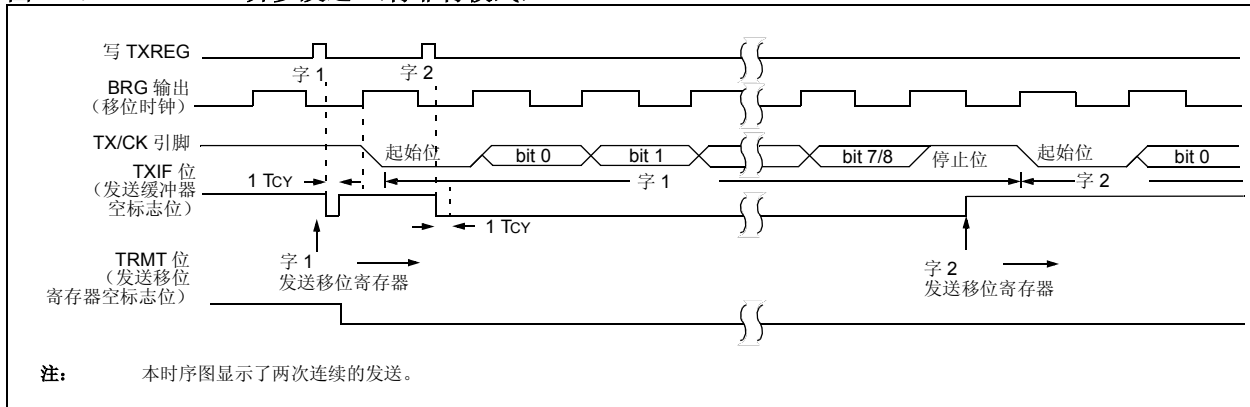 写 TXREG
字 1
字 2
BRG 输出
（移位时钟）
TX/CK 引脚
起始位
bit 0
bit 1
bit 7/8
停止位
起始位
bit 0
TXIF 位
（发送缓冲器
空标志位）
1 TCY
字 1
字 2
1 TCY
字 1
发送移位寄存器
字 2
发送移位寄存器
TRMT 位
（发送移位
寄存器空标志位）
注： 本时序图显示了两次连续的发送。